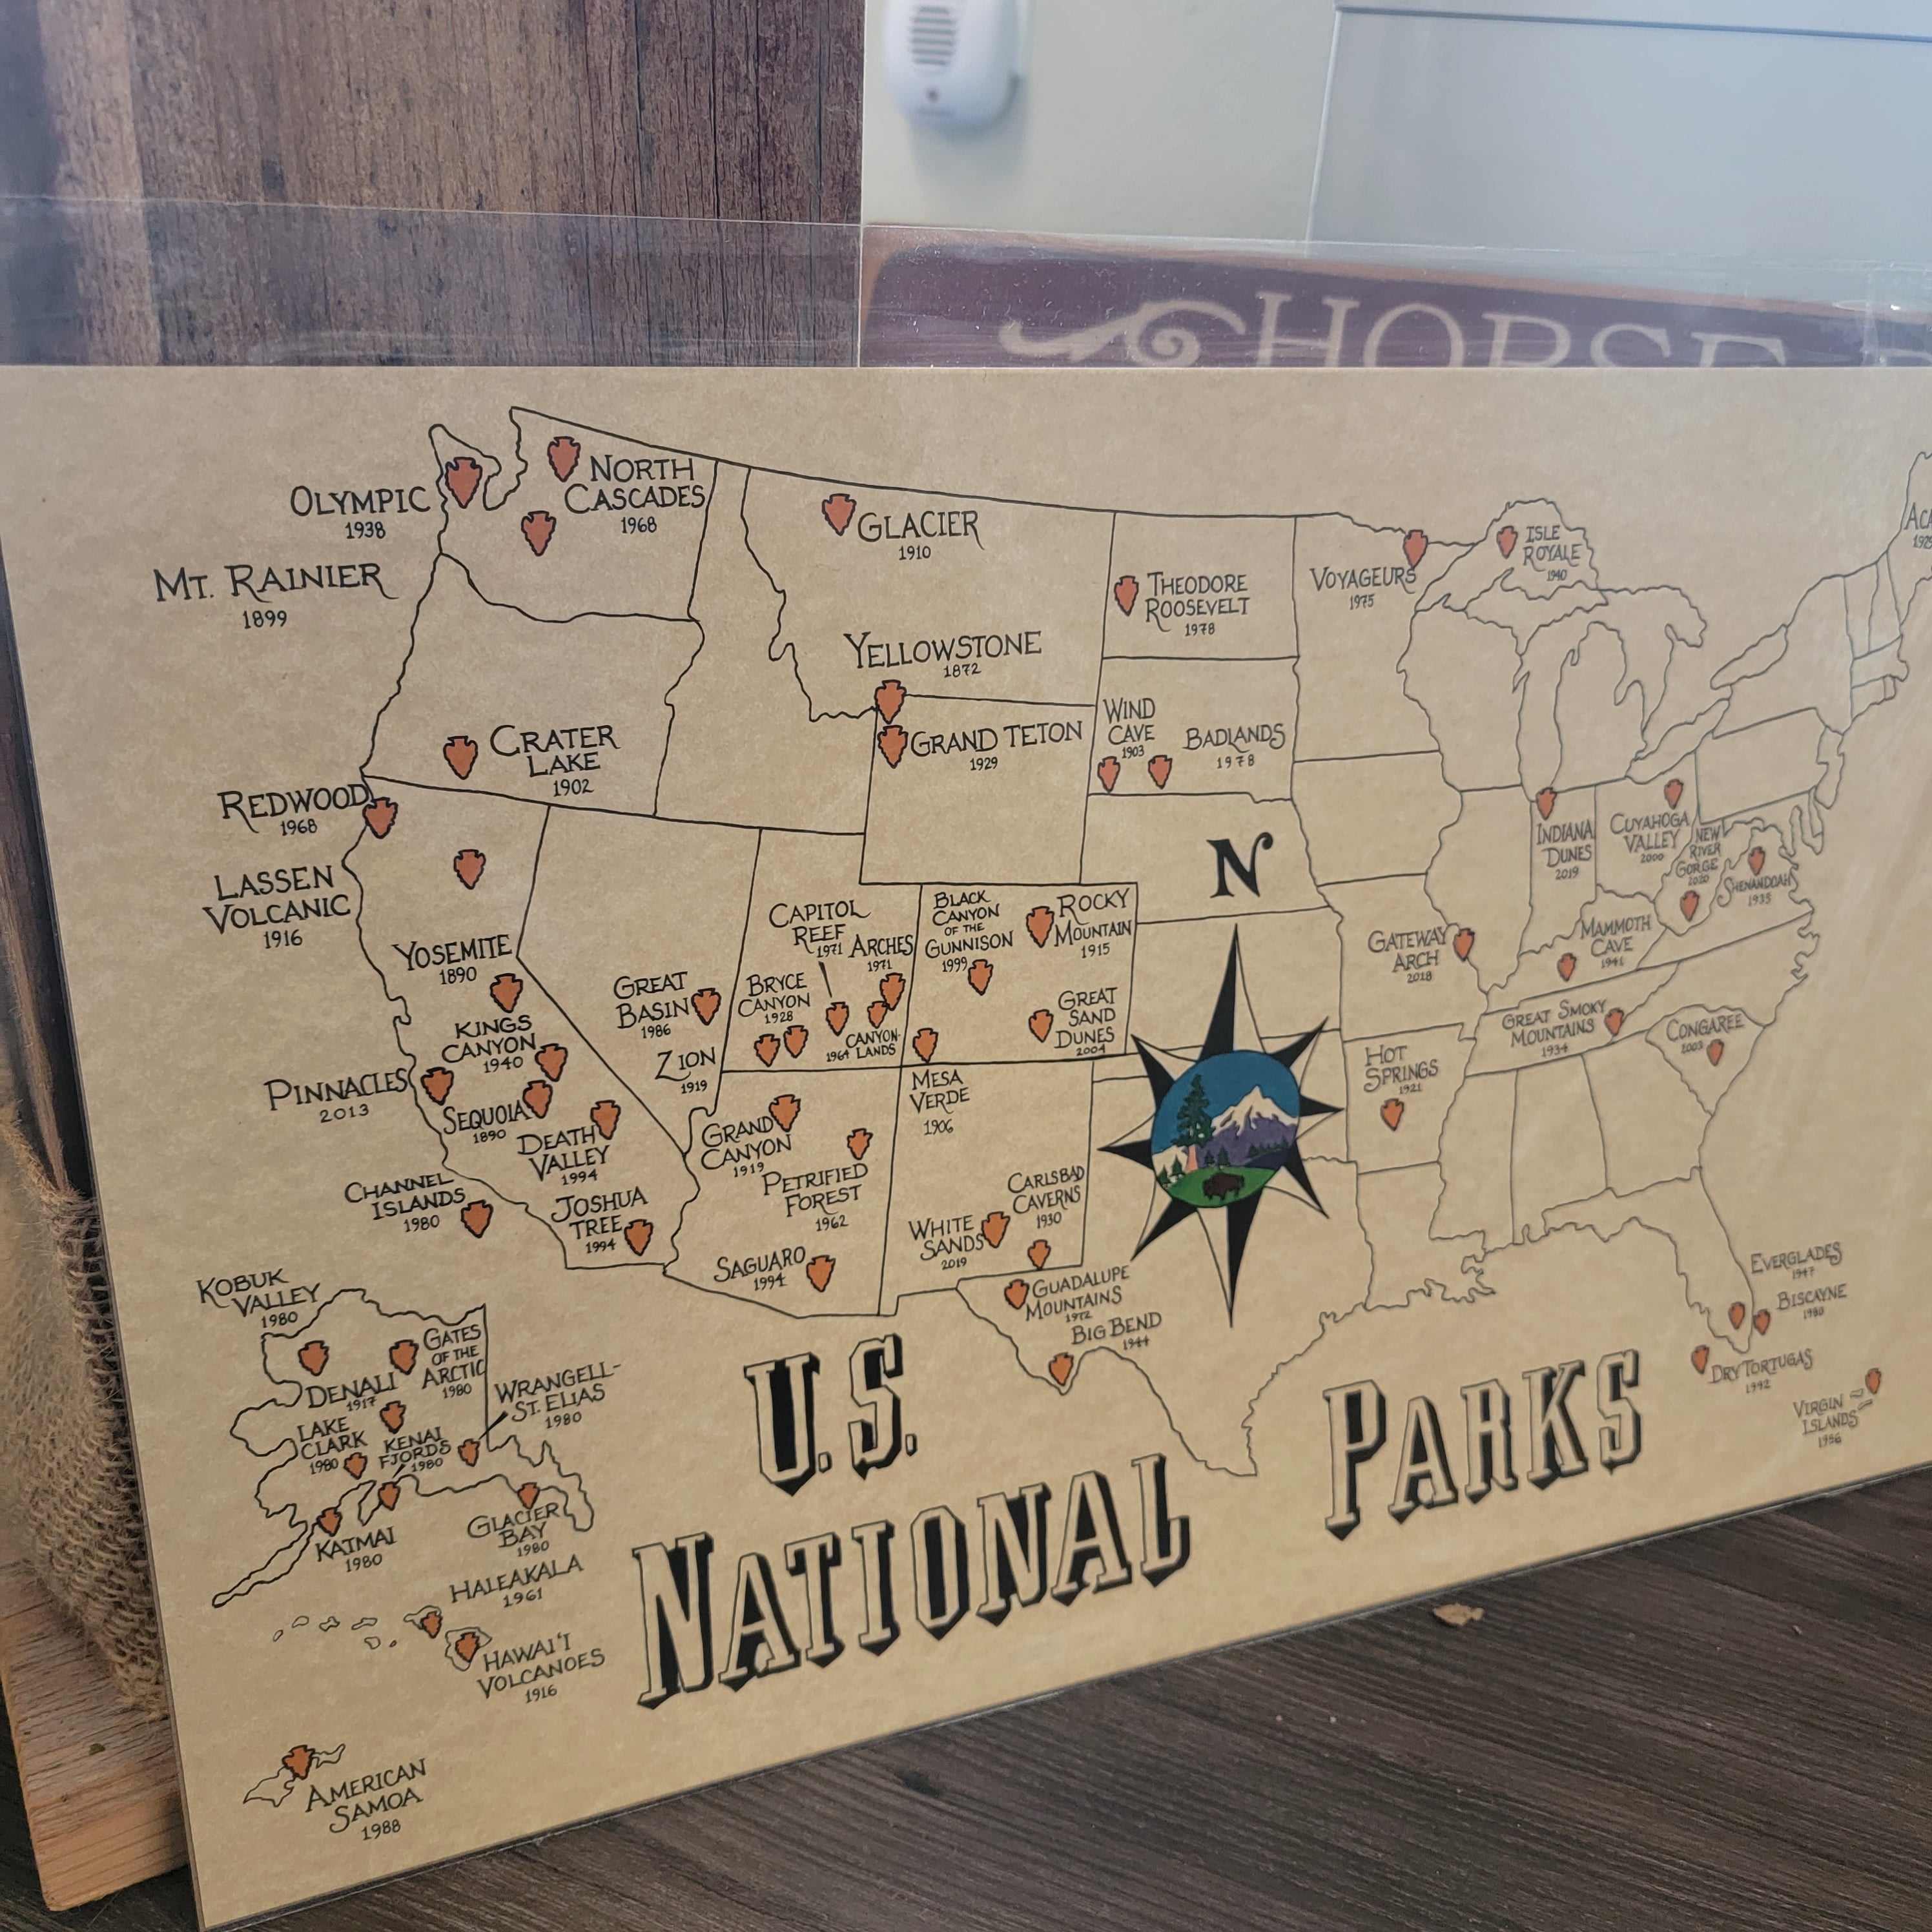 HORSE
OLYMPIC
1938
NORTH
CASCADES
1968
MT. RAINIER
1899
GLACIER
1910
THEODORE
ROOSEVELT
1978
VOYAGEURS
1975
ISLE
ROYALE
1940
YELLOWSTONE
1872
GRAND TETON
1929
WIND
CAVE
1903
BADLANDS
1978
CRATER
LAKE
1902
REDWOOD
1968
LASSEN
VOLCANIC
1916
YOSEMITE
1890
KINGS
CANYON
1940
PINNACLES
2013
SEQUOIA
1890
DEATH
VALLEY
1994
CHANNEL
ISLANDS
1980
JOSHUA
TREE
1994
GREAT
BASIN
1986
ZION
1919
CAPITOL
REEF
1971
ARCHES
1971
BRYCE
CANYON
1928
CANYON-
LANDS
1964
BLACK
CANYON
OF THE
GUNNISON
1999
ROCKY
MOUNTAIN
1915
GREAT
SAND
DUNES
2004
MESA
VERDE
1906
GRAND
CANYON
1919
PETRIFIED
FOREST
1962
SAGUARO
1994
WHITE
SANDS
2019
CARLSBAD
CAVERNS
1930
GUADALUPE
MOUNTAINS
1972
BIG BEND
1944
N
INDIANA
DUNES
2019
CUYAHOGA
VALLEY
2000
NEW
RIVER
GORGE
2020
SHENANDOAH
1935
GATEWAY
ARCH
2018
MAMMOTH
CAVE
1941
GREAT SMOKY
MOUNTAINS
1934
CONGAREE
2003
HOT
SPRINGS
1921
EVERGLADES
1947
BISCAYNE
1980
DRY TORTUGAS
1992
VIRGIN
ISLANDS
1956
KOBUK
VALLEY
1980
GATES
OF THE
ARCTIC
1980
DENALI
1917
WRANGELL-
ST. ELIAS
1980
LAKE
CLARK
1980
KENAI
FJORDS
1980
KATMAI
1980
GLACIER
BAY
1980
HALEAKALA
1961
HAWAI'I
VOLCANOES
1916
AMERICAN
SAMOA
1988
U.S.
NATIONAL
PARKS